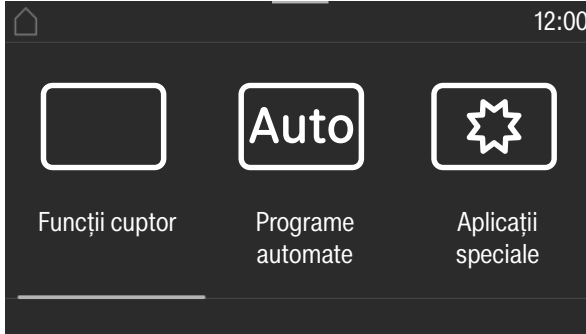 12:00
Auto
Funcții cuptor
Programe
automate
Aplicații
speciale